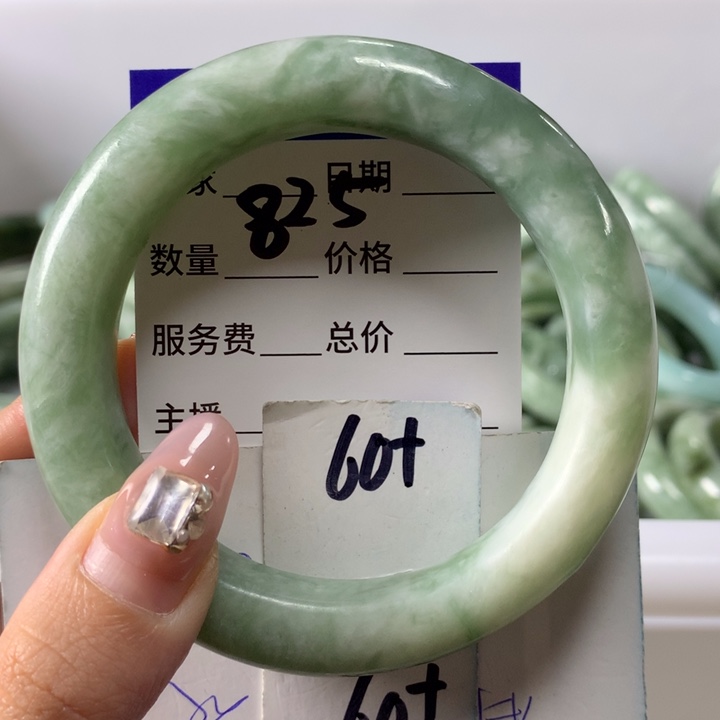 家 825 日期
数量 价格
服务费 总价
主播
60+
60+